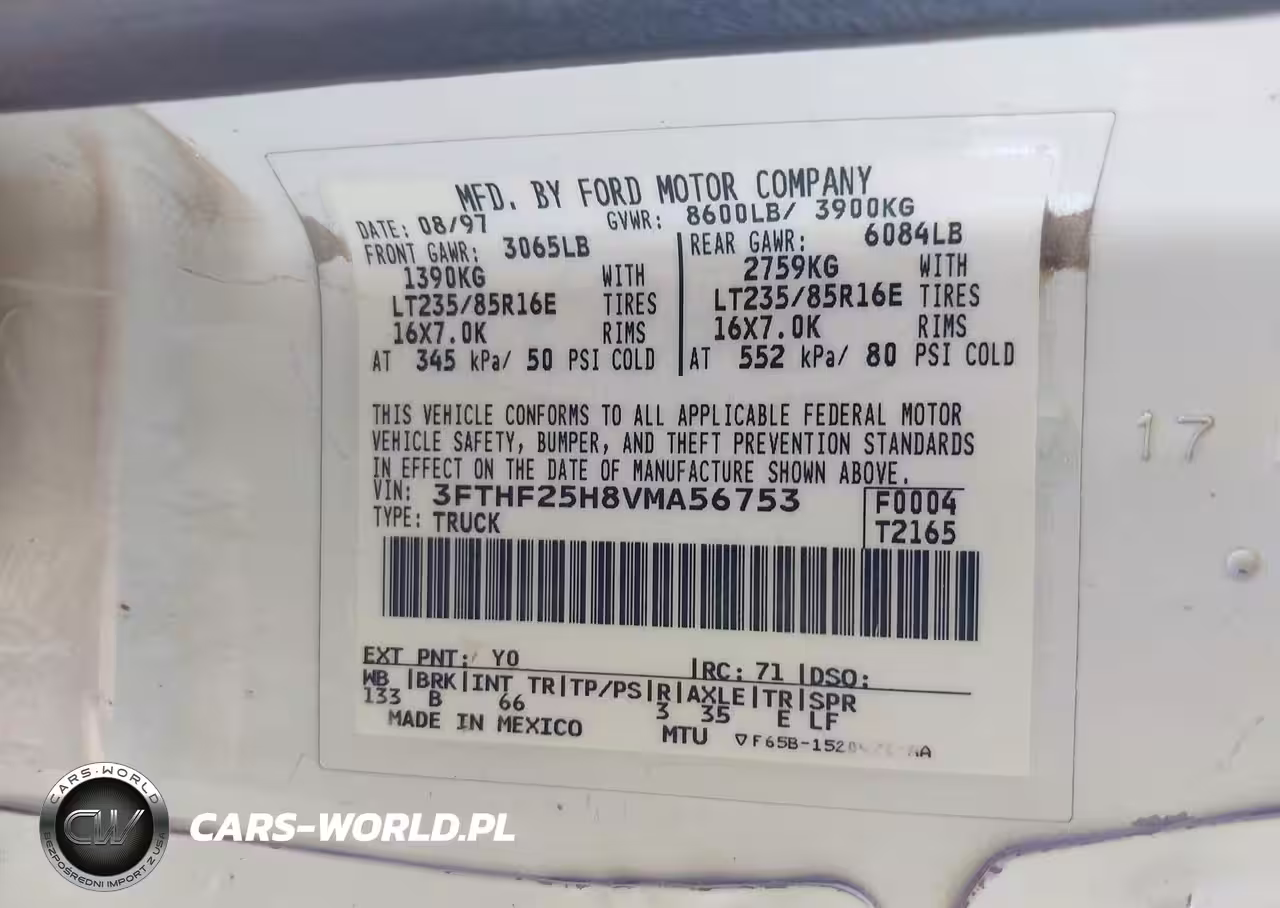 MFD. BY FORD MOTOR COMPANY
DATE: 08/97 GVWR: 8600LB/ 3900KG
FRONT GAWR: 3065LB REAR GAWR: 6084LB
1390KG WITH 2759KG WITH
LT235/85R16E TIRES LT235/85R16E TIRES
16X7.0K RIMS 16X7.0K RIMS
AT 345 kPa/ 50 PSI COLD AT 552 kPa/ 80 PSI COLD
THIS VEHICLE CONFORMS TO ALL APPLICABLE FEDERAL MOTOR
VEHICLE SAFETY, BUMPER, AND THEFT PREVENTION STANDARDS
IN EFFECT ON THE DATE OF MANUFACTURE SHOWN ABOVE.
VIN: 3FTHF25H8VMA56753 F0004
TYPE: TRUCK T2165
EXT PNT: YO |RC: 71 |DSO:
WB |BRK|INT TR|TP/PS|R|AXLE|TR|SPR
133 B 66 3 35 E LF
MADE IN MEXICO MTU
17
CARS-WORLD
CW
BEZPOŚREDNI IMPORT Z USA
CARS-WORLD.PL